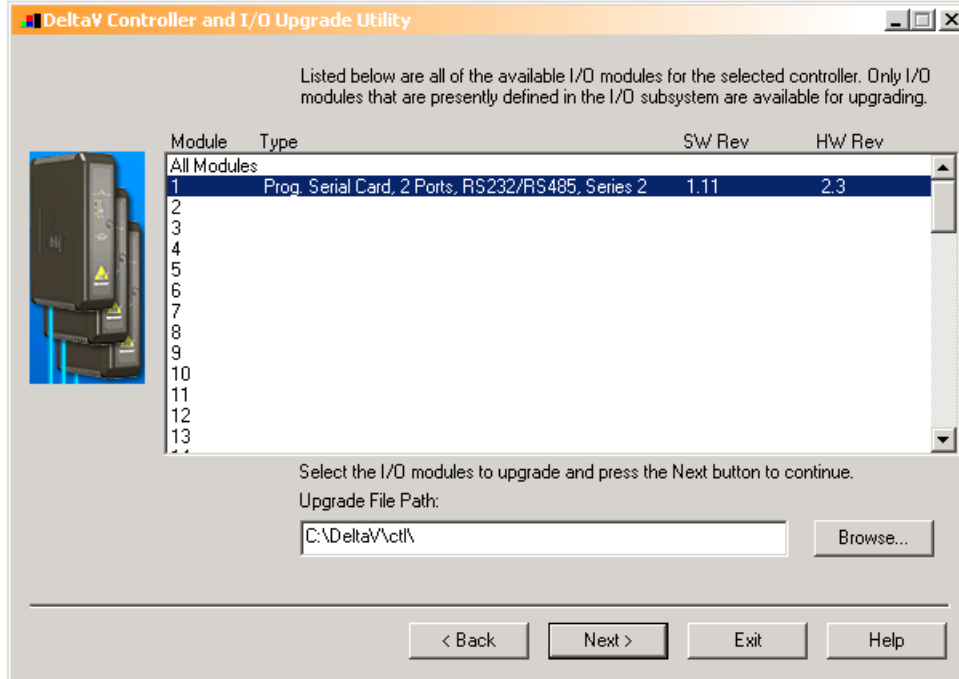 DeltaV Controller and I/O Upgrade Utility
Listed below are all of the available I/O modules for the selected controller. Only I/O
modules that are presently defined in the I/O subsystem are available for upgrading.
Module Type SW Rev HW Rev
All Modules
1 Prog. Serial Card, 2 Ports, RS232/RS485, Series 2 1.11 2.3
2
3
4
5
6
7
8
9
10
11
12
13
Select the I/O modules to upgrade and press the Next button to continue.
Upgrade File Path:
C:\DeltaV\ctl\
Browse...
< Back Next > Exit Help